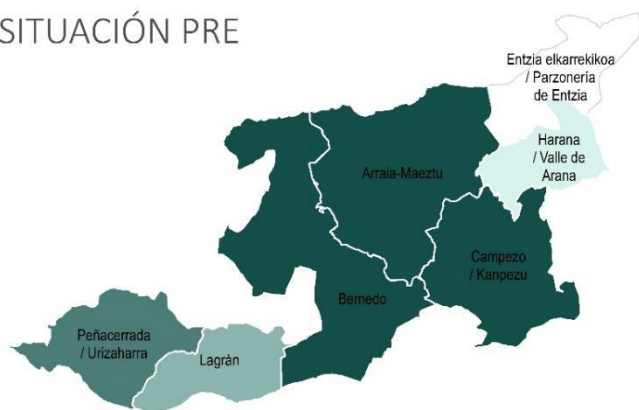 SITUACIÓN PRE
Entzia elkarrekikoa
/ Parzonería
de Entzia
Harana
/ Valle de
Arana
Arraia-Maeztu
Campezo
/ Kanpezu
Bernedo
Peñacerrada
/ Urizaharra
Lagrán